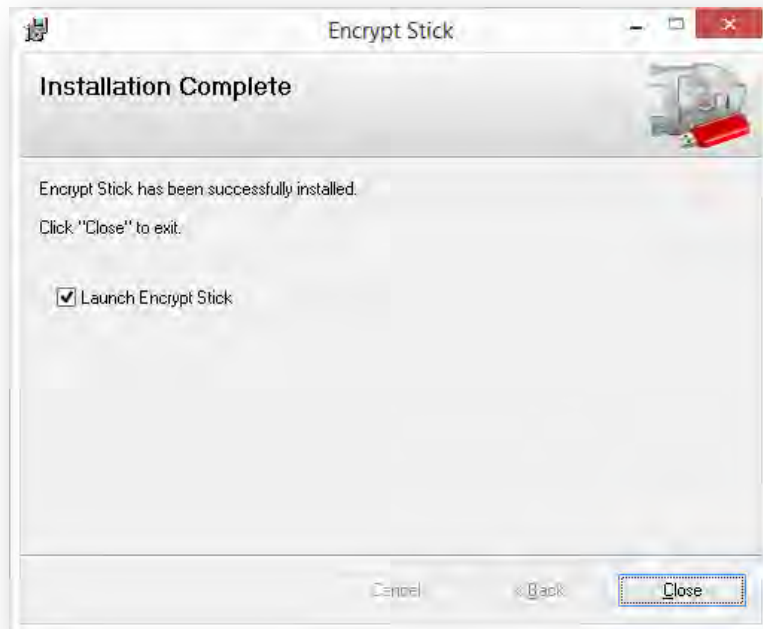 Encrypt Stick
Installation Complete
Encrypt Stick has been successfully installed.
Click "Close" to exit.
Launch Encrypt Stick
Cancel < Back Close